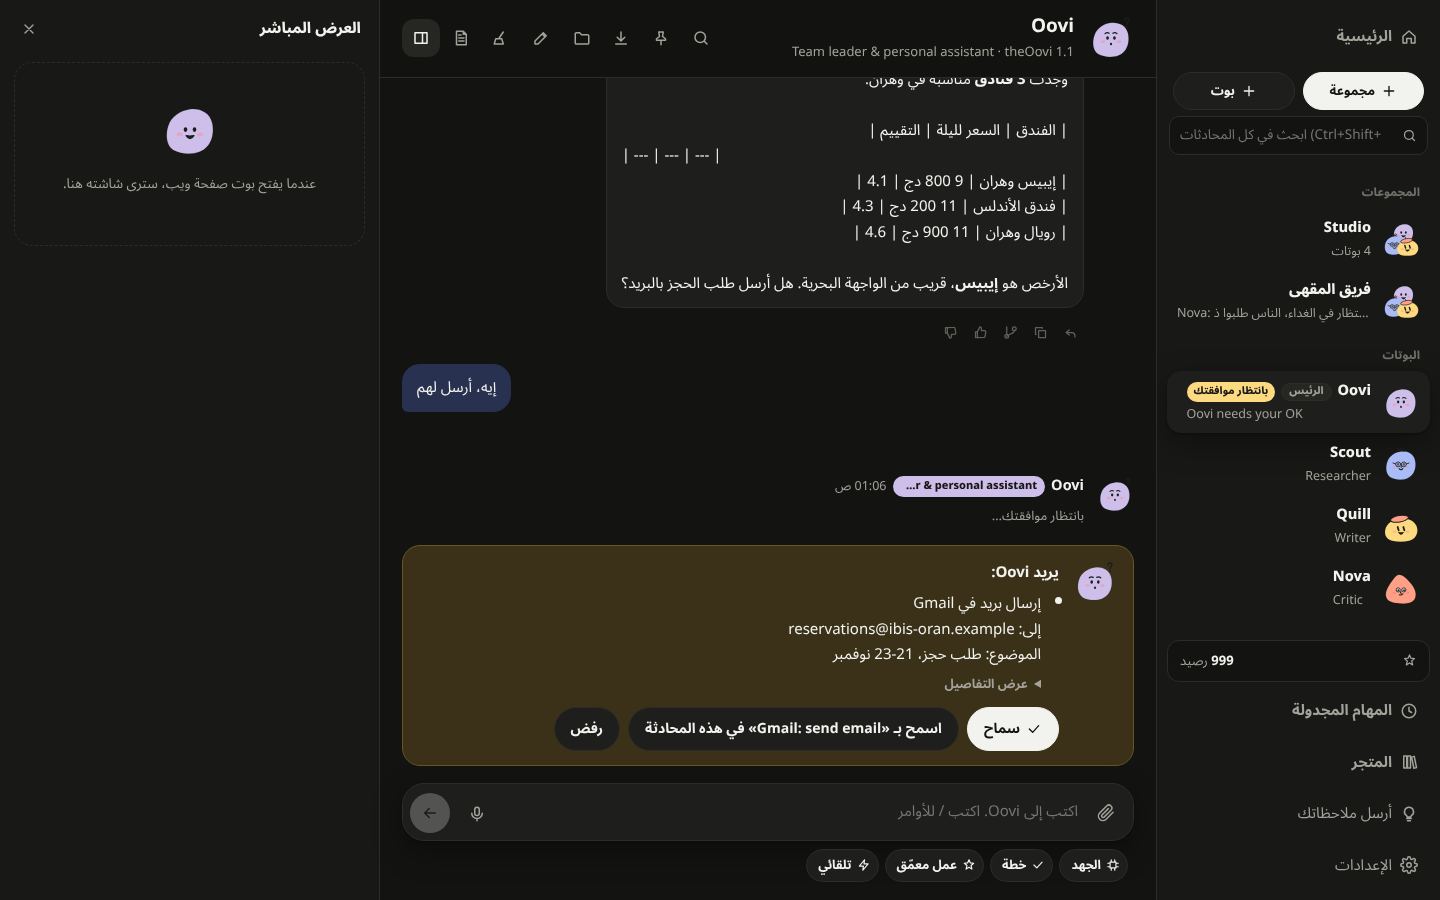 الرئيسية
مجموعة
بوت
ابحث في كل المحادثات (Ctrl+Shift+
المجموعات
Studio
4 بوتات
فريق المقهى
Nova: ...تنظار في الغداء، الناس طلبوا ذ
البوتات
Oovi الرئيس بانتظار موافقتك
Oovi needs your OK
Scout
Researcher
Quill
Writer
Nova
Critic
999 رصيد
المهام المجدولة
المتجر
أرسل ملاحظاتك
الإعدادات
Oovi
Team leader & personal assistant · theOovi 1.1
وجدت 3 فنادق مناسبة في وهران.
| الفندق | السعر لليلة | التقييم |
| --- | --- | --- |
| إيبيس وهران | 9 800 دج | 4.1 |
| فندق الأندلس | 11 200 دج | 4.3 |
| رويال وهران | 11 900 دج | 4.6 |
الأرخص هو إيبيس، قريب من الواجهة البحرية. هل أرسل طلب الحجز بالبريد؟
إيه، أرسل لهم
Oovi ...r & personal assistant 01:06 ص
بانتظار موافقتك...
يريد Oovi:
إرسال بريد في Gmail
إلى: reservations@ibis-oran.example
الموضوع: طلب حجز، 21-23 نوفمبر
عرض التفاصيل
سماح
اسمح بـ «Gmail: send email» في هذه المحادثة
رفض
اكتب إلى Oovi. اكتب / للأوامر
الجهد
خطة
عمل معمّق
تلقائي
العرض المباشر
عندما يفتح بوت صفحة ويب، سترى شاشته هنا.